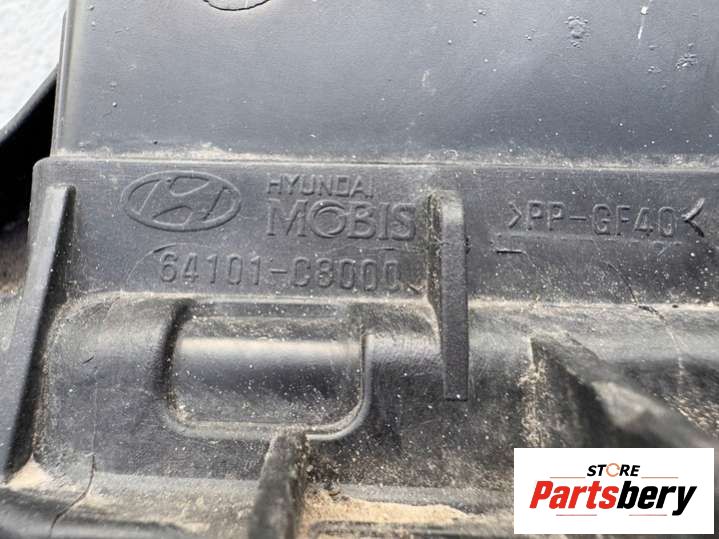 HYUNDAI
MOBIS
64101-C8000
>PP-GF40<
STORE
Partsbery